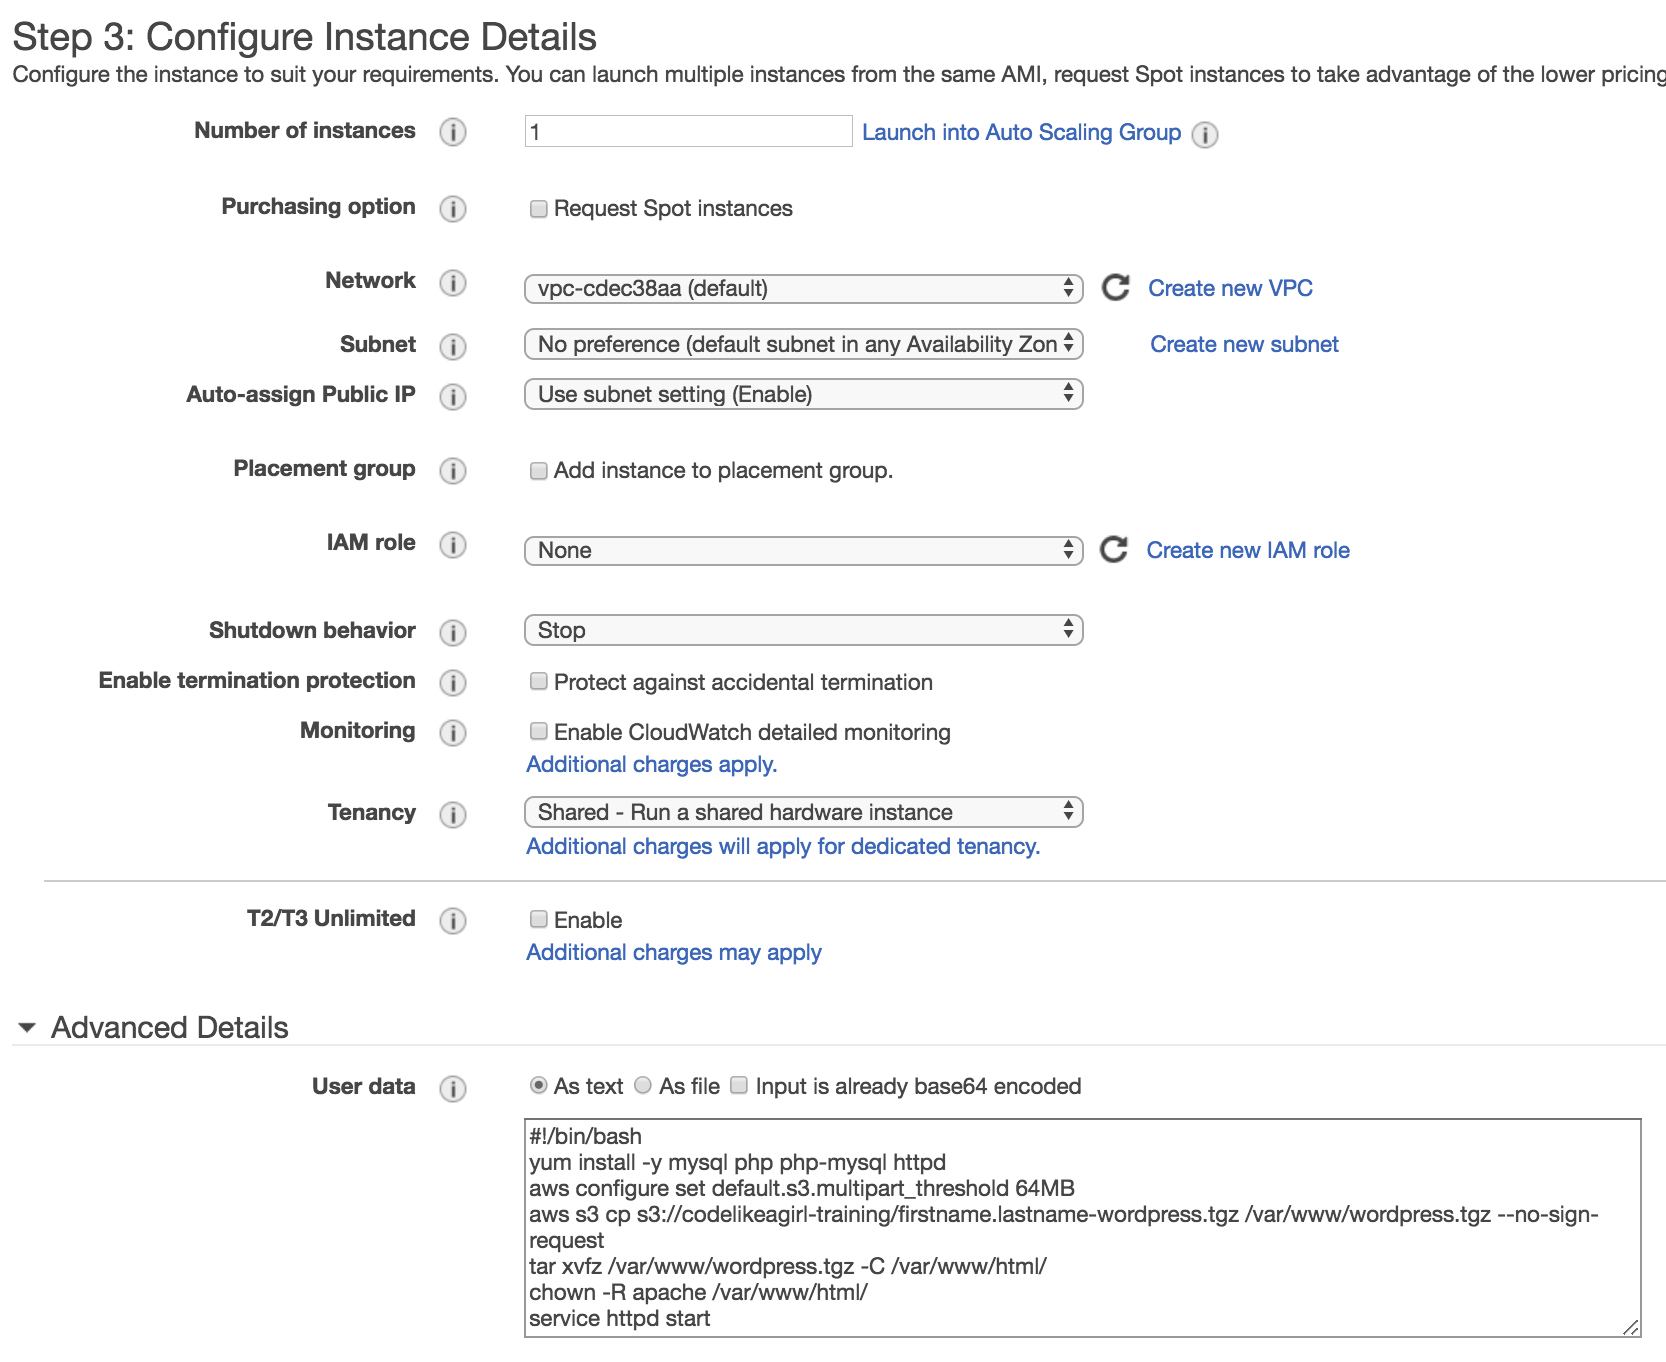 Step 3: Configure Instance Details
Configure the instance to suit your requirements. You can launch multiple instances from the same AMI, request Spot instances to take advantage of the lower pricing
Number of instances i 1 Launch into Auto Scaling Group i
Purchasing option i Request Spot instances
Network i vpc-cdec38aa (default) Create new VPC
Subnet i No preference (default subnet in any Availability Zon Create new subnet
Auto-assign Public IP i Use subnet setting (Enable)
Placement group i Add instance to placement group.
IAM role i None Create new IAM role
Shutdown behavior i Stop
Enable termination protection i Protect against accidental termination
Monitoring i Enable CloudWatch detailed monitoring
Additional charges apply.
Tenancy i Shared - Run a shared hardware instance
Additional charges will apply for dedicated tenancy.
T2/T3 Unlimited i Enable
Additional charges may apply
Advanced Details
User data i As text As file Input is already base64 encoded
#!/bin/bash
yum install -y mysql php php-mysql httpd
aws configure set default.s3.multipart_threshold 64MB
aws s3 cp s3://codelikeagirl-training/firstname.lastname-wordpress.tgz /var/www/wordpress.tgz --no-sign-
request
tar xvfz /var/www/wordpress.tgz -C /var/www/html/
chown -R apache /var/www/html/
service httpd start